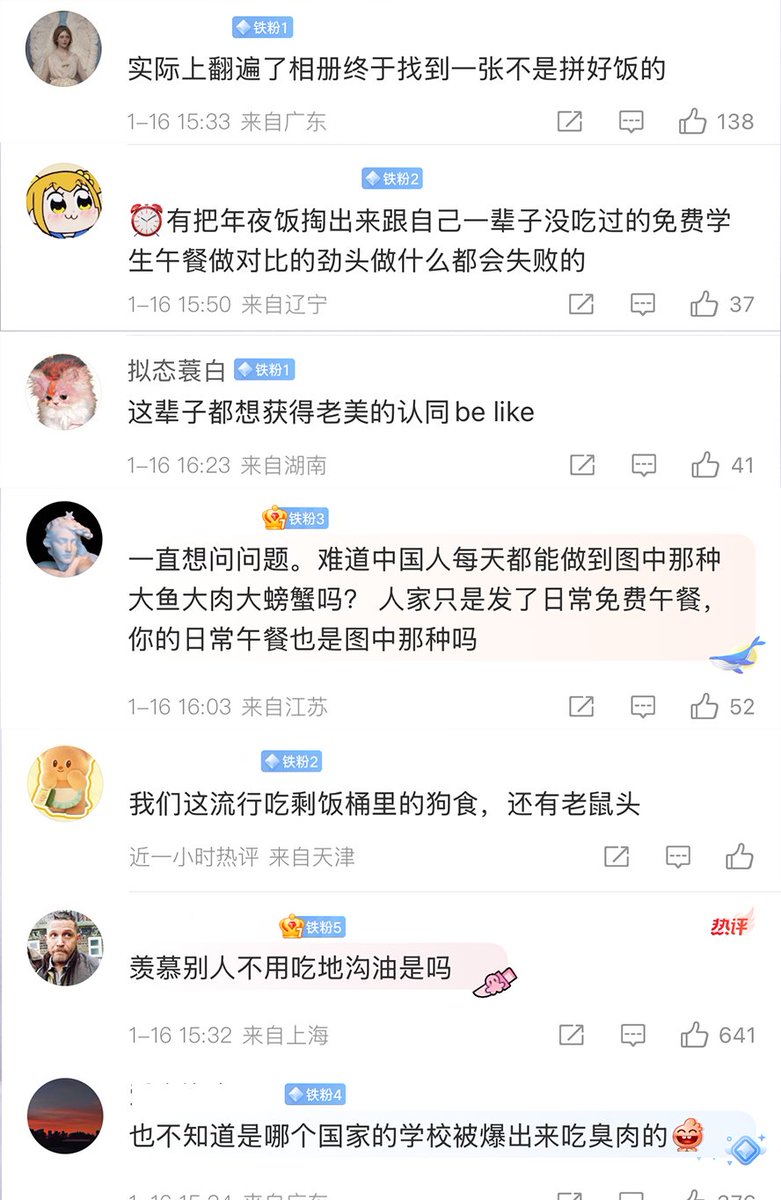 铁粉1
实际上翻遍了相册终于找到一张不是拼好饭的
1-16 15:33 来自广东
138
铁粉2
有把年夜饭掏出来跟自己一辈子没吃过的免费学
生午餐做对比的劲头做什么都会失败的
1-16 15:50 来自辽宁
37
拟态蓑白 铁粉1
这辈子都想获得老美的认同be like
1-16 16:23 来自湖南
41
铁粉3
一直想问问题。难道中国人每天都能做到图中那种
大鱼大肉大螃蟹吗? 人家只是发了日常免费午餐,
你的日常午餐也是图中那种吗
1-16 16:03 来自江苏
52
铁粉2
我们这流行吃剩饭桶里的狗食，还有老鼠头
近一小时热评 来自天津
铁粉5
热评
羡慕别人不用吃地沟油是吗
1-16 15:32 来自上海
641
铁粉4
也不知道是哪个国家的学校被爆出来吃臭肉的